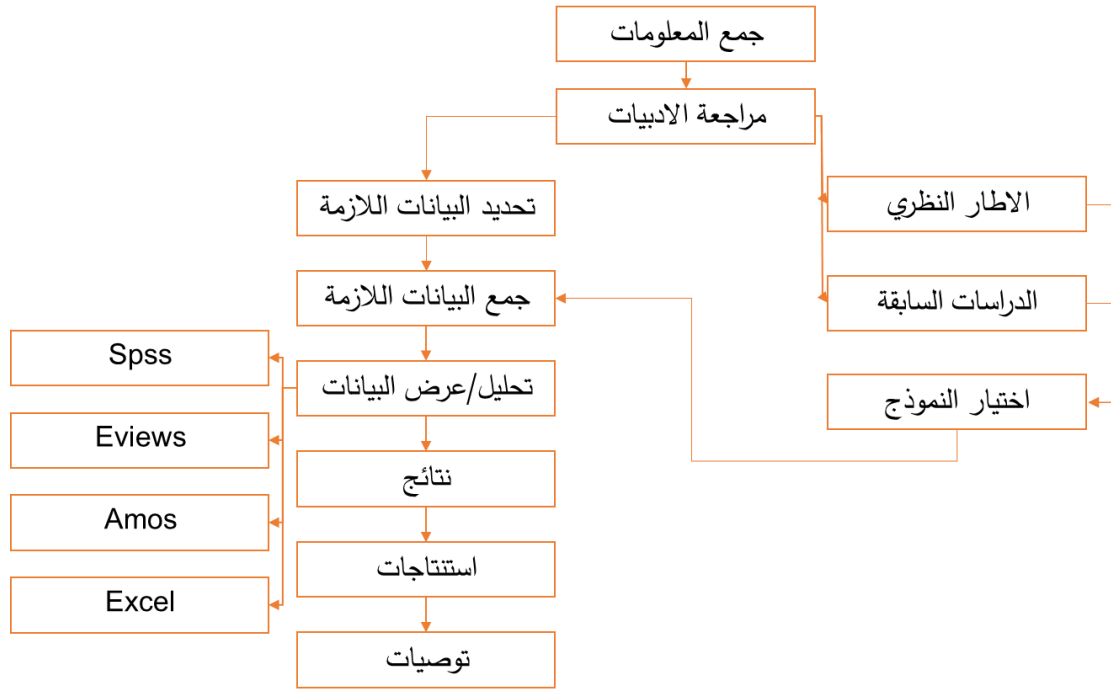 جمع المعلومات
مراجعة الادبيات
الاطار النظري
تحديد البيانات اللازمة
الدراسات السابقة
جمع البيانات اللازمة
اختيار النموذج
تحليل/عرض البيانات
Spss
Eviews
Amos
Excel
نتائج
استنتاجات
توصيات